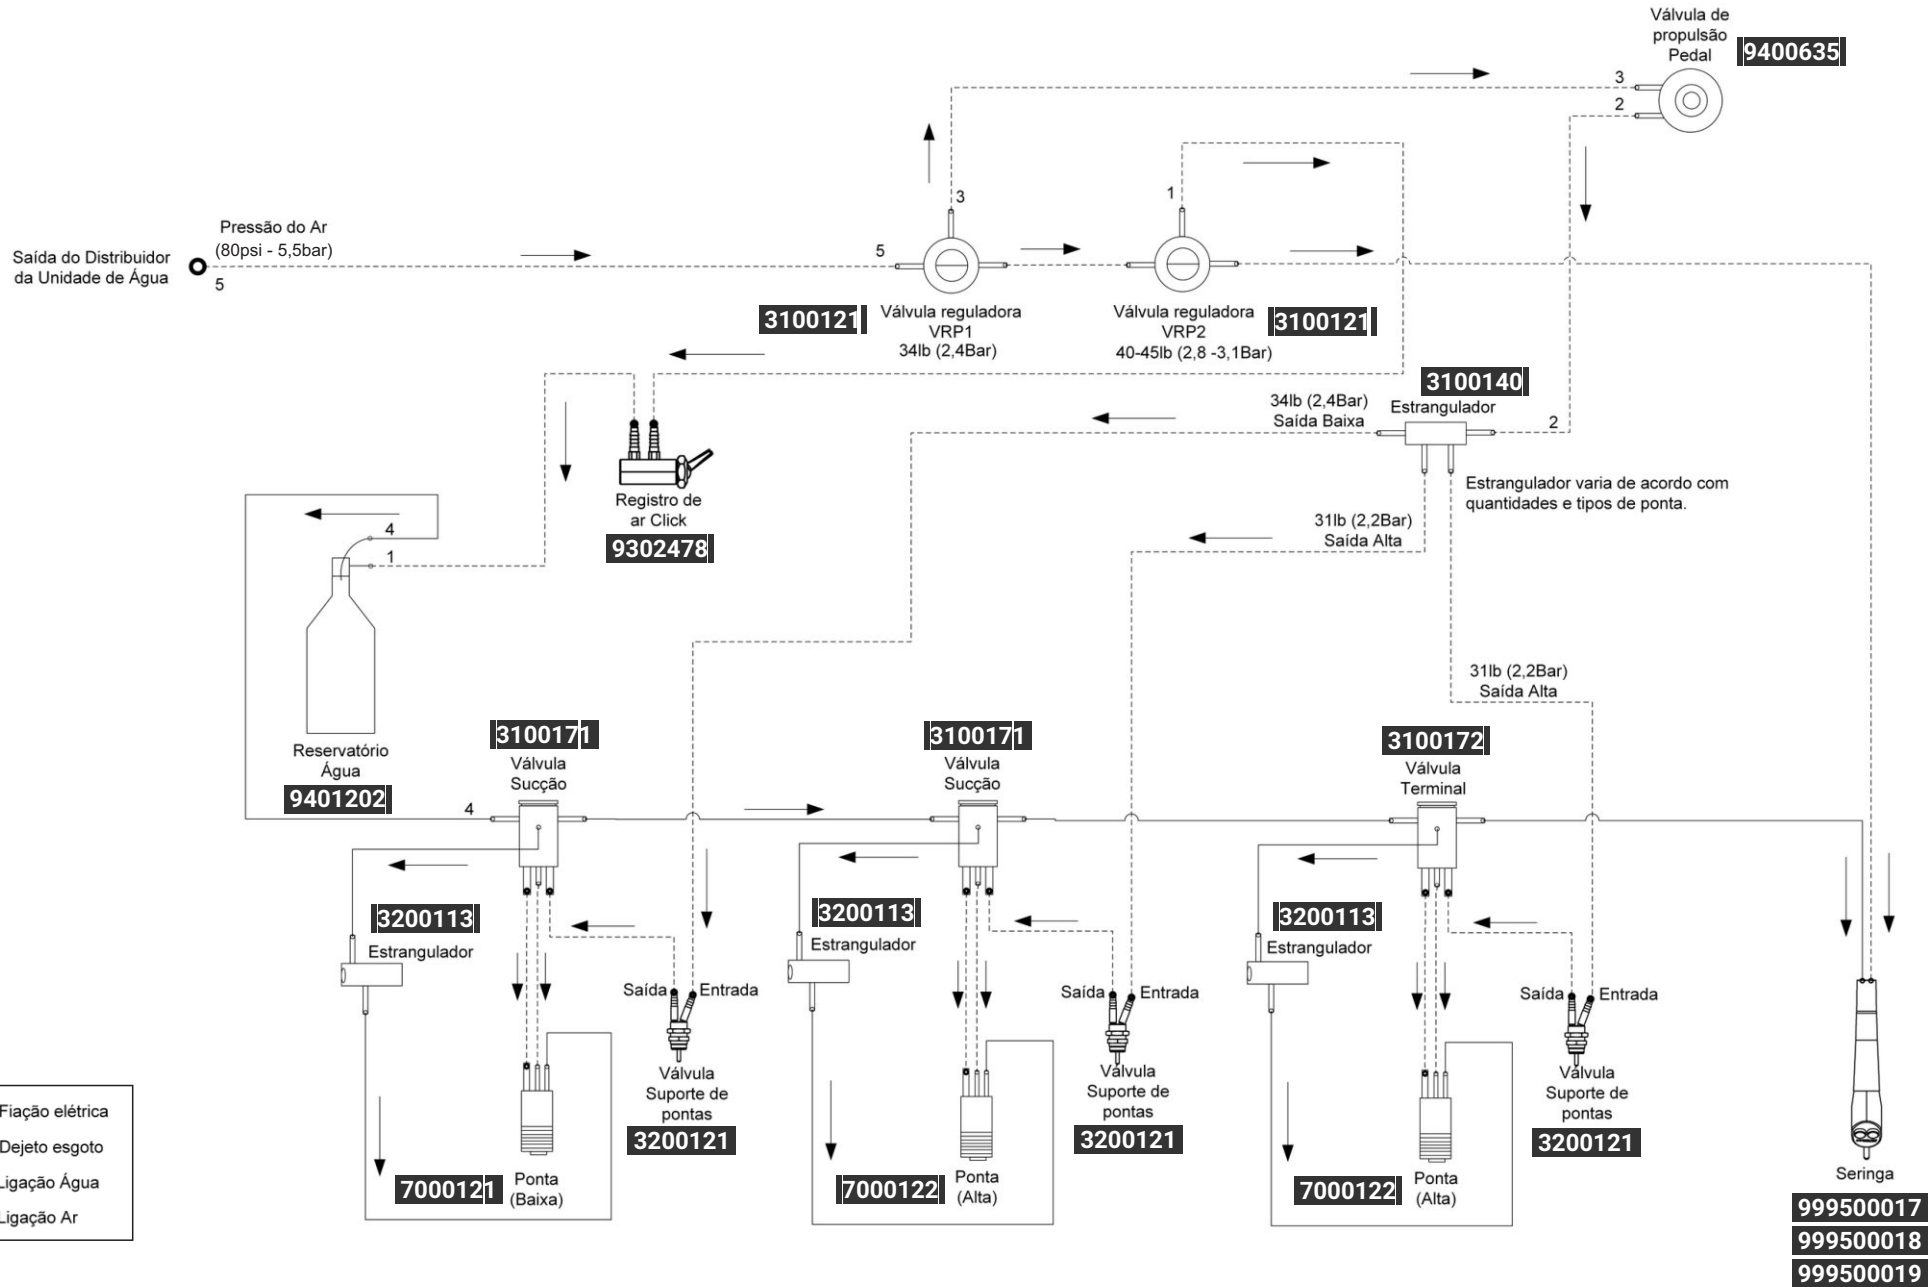 Válvula de
propulsão
Pedal
9400635
3
2
3
1
Pressão do Ar
(80psi - 5,5bar)
Saída do Distribuidor
da Unidade de Água
5
5
3100121
Válvula reguladora
VRP1
34lb (2,4Bar)
Válvula reguladora
VRP2
40-45lb (2,8 -3,1Bar)
3100121
3100140
Estrangulador
34lb (2,4Bar)
Saída Baixa
2
Estrangulador varia de acordo com
quantidades e tipos de ponta.
Registro de
ar Click
9302478
31lb (2,2Bar)
Saída Alta
4
1
31lb (2,2Bar)
Saída Alta
Reservatório
Água
9401202
3100171
Válvula
Sucção
3100171
Válvula
Sucção
3100172
Válvula
Terminal
4
3200113
Estrangulador
3200113
Estrangulador
3200113
Estrangulador
Saída
Entrada
Saída
Entrada
Saída
Entrada
Válvula
Suporte de
pontas
3200121
Válvula
Suporte de
pontas
3200121
Válvula
Suporte de
pontas
3200121
Fiação elétrica
Dejeto esgoto
Ligação Água
Ligação Ar
7000121
Ponta
(Baixa)
7000122
Ponta
(Alta)
7000122
Ponta
(Alta)
Seringa
999500017
999500018
999500019